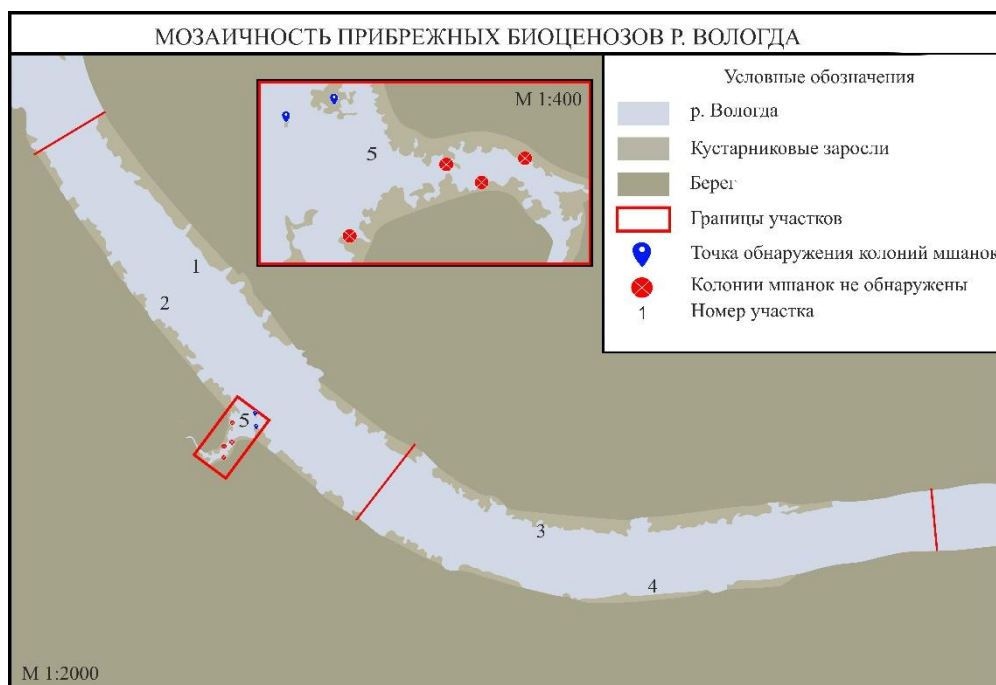 МОЗАИЧНОСТЬ ПРИБРЕЖНЫХ БИОЦЕНОЗОВ Р. ВОЛОГДА
М 1:400
5
Условные обозначения
р. Вологда
Кустарниковые заросли
Берег
Границы участков
Точка обнаружения колоний мшанок
Колонии мшанок не обнаружены
1
Номер участка
1
2
5
3
4
М 1:2000